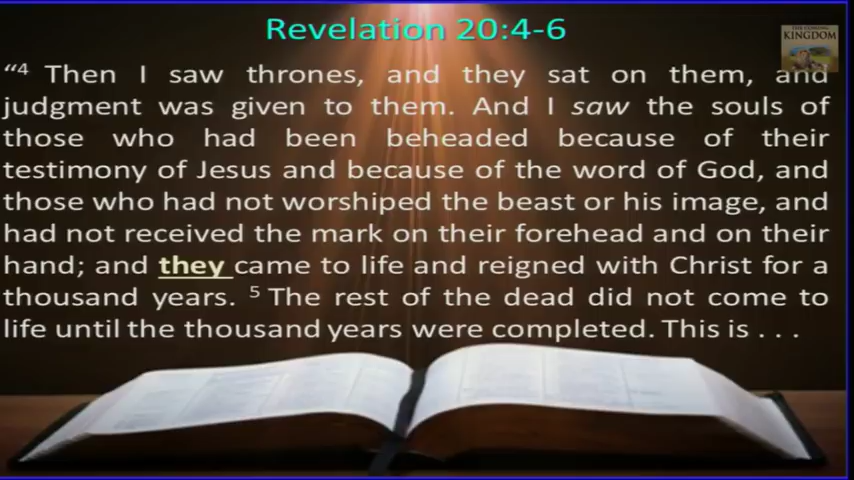 Revelation 20:4-6
THE COMING
KINGDOM
“⁴ Then I saw thrones, and they sat on them, and
judgment was given to them. And I saw the souls of
those who had been beheaded because of their
testimony of Jesus and because of the word of God, and
those who had not worshiped the beast or his image, and
had not received the mark on their forehead and on their
hand; and they came to life and reigned with Christ for a
thousand years. ⁵ The rest of the dead did not come to
life until the thousand years were completed. This is . . .